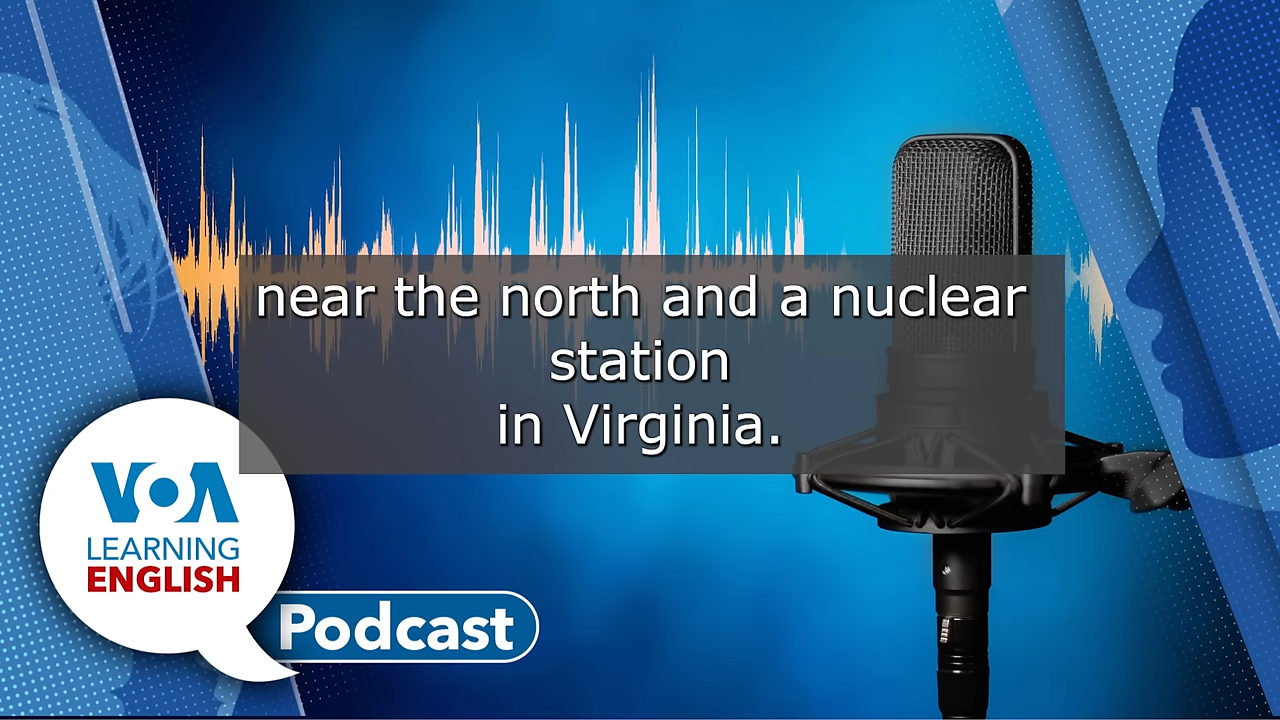 near the north and a nuclear
station
in Virginia.
VOA
LEARNING
ENGLISH
Podcast